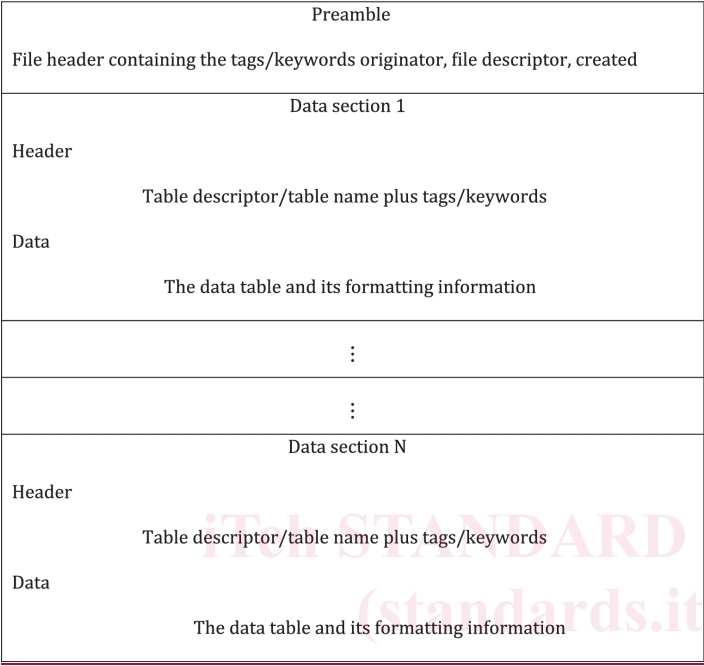 Preamble
File header containing the tags/keywords originator, file descriptor, created
Data section 1
Header
Table descriptor/table name plus tags/keywords
Data
The data table and its formatting information
⋮
⋮
Data section N
Header
iTeh STANDARD
Table descriptor/table name plus tags/keywords
Data
(standards.it
The data table and its formatting information